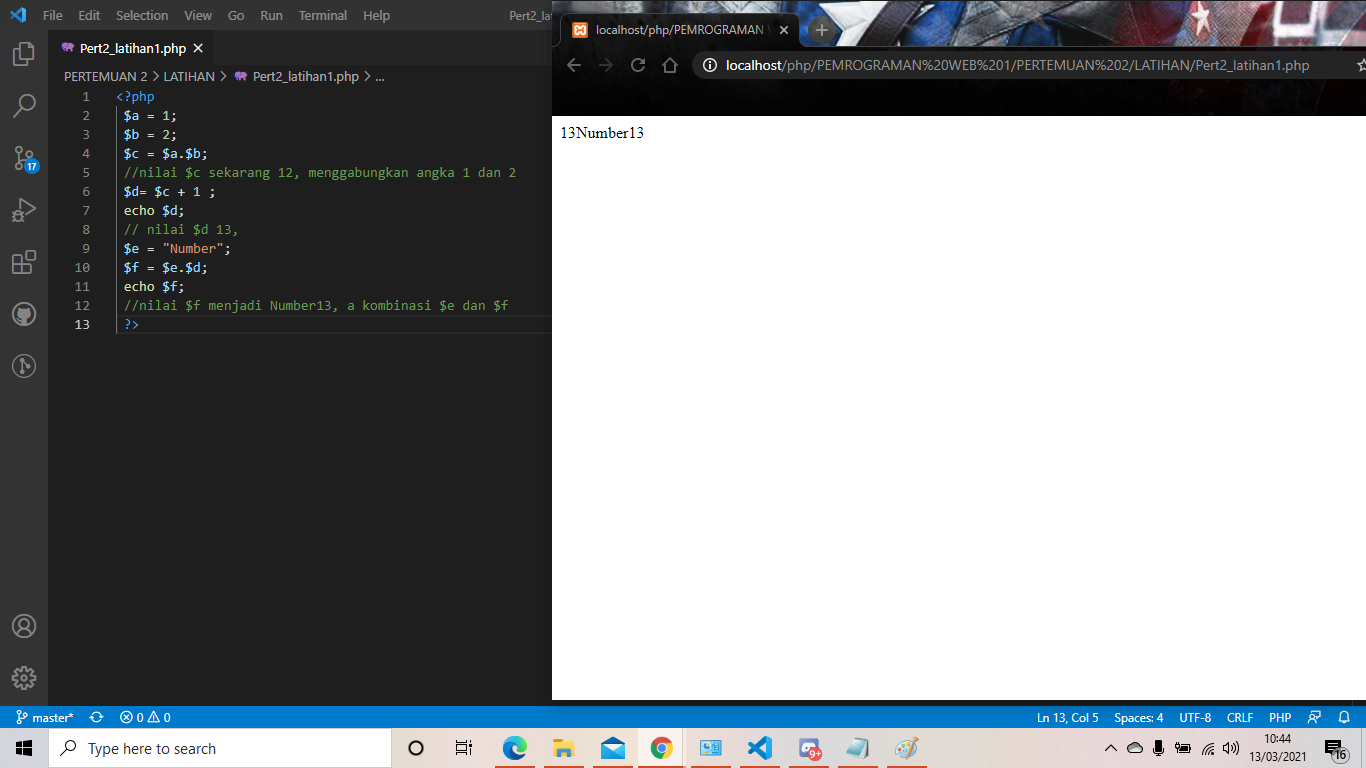 File Edit Selection View Go Run Terminal Help Pert2_lat
Pert2_latihan1.php
PERTEMUAN 2 > LATIHAN > Pert2_latihan1.php > ...
1 <?php
2 $a = 1;
3 $b = 2;
4 $c = $a.$b;
5 //nilai $c sekarang 12, menggabungkan angka 1 dan 2
6 $d= $c + 1 ;
7 echo $d;
8 // nilai $d 13,
9 $e = "Number";
10 $f = $e.$d;
11 echo $f;
12 //nilai $f menjadi Number13, a kombinasi $e dan $f
13 ?>
17
localhost/php/PEMROGRAMAN
localhost/php/PEMROGRAMAN%20WEB%201/PERTEMUAN%202/LATIHAN/Pert2_latihan1.php
13Number13
master* 0 0 Ln 13, Col 5 Spaces: 4 UTF-8 CRLF PHP
Type here to search
9+
10:44
13/03/2021
16